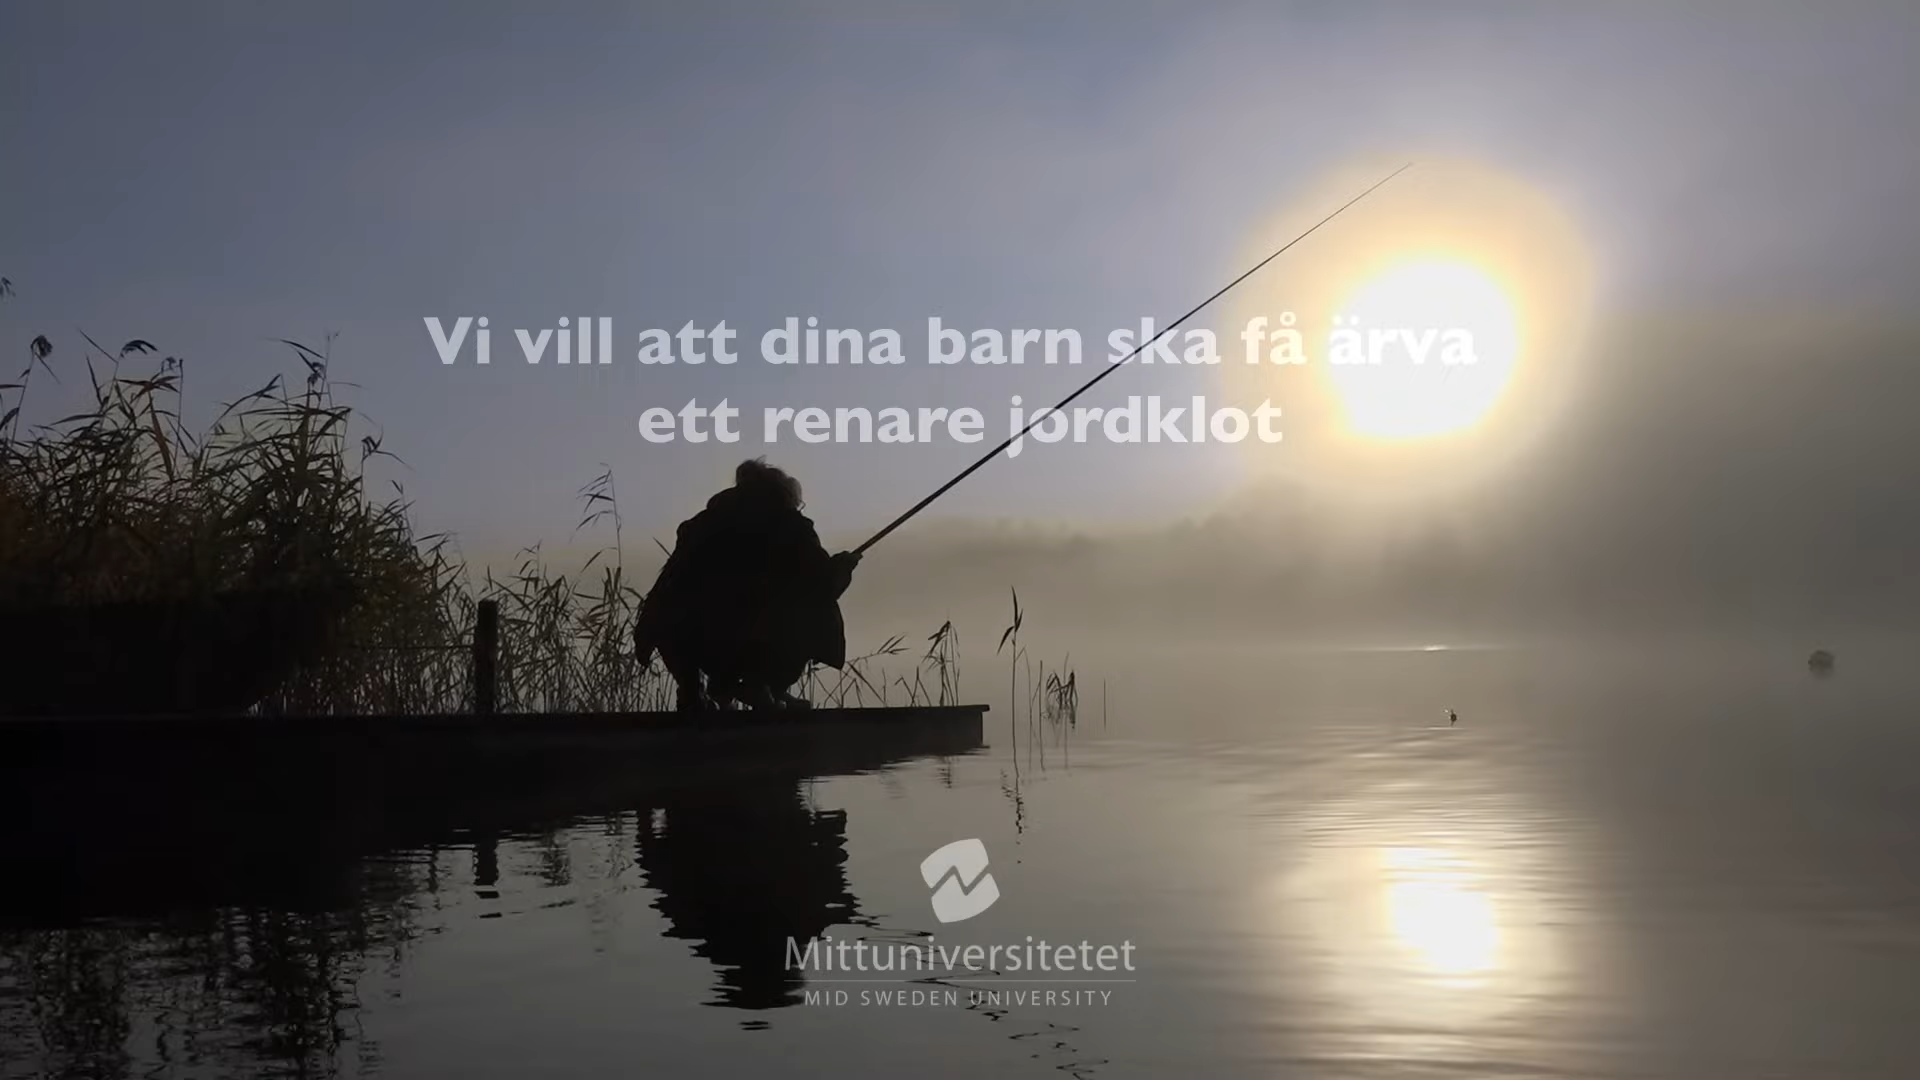 Vi vill att dina barn ska få ärva
ett renare jordklot
Mittuniversitetet
MID SWEDEN UNIVERSITY